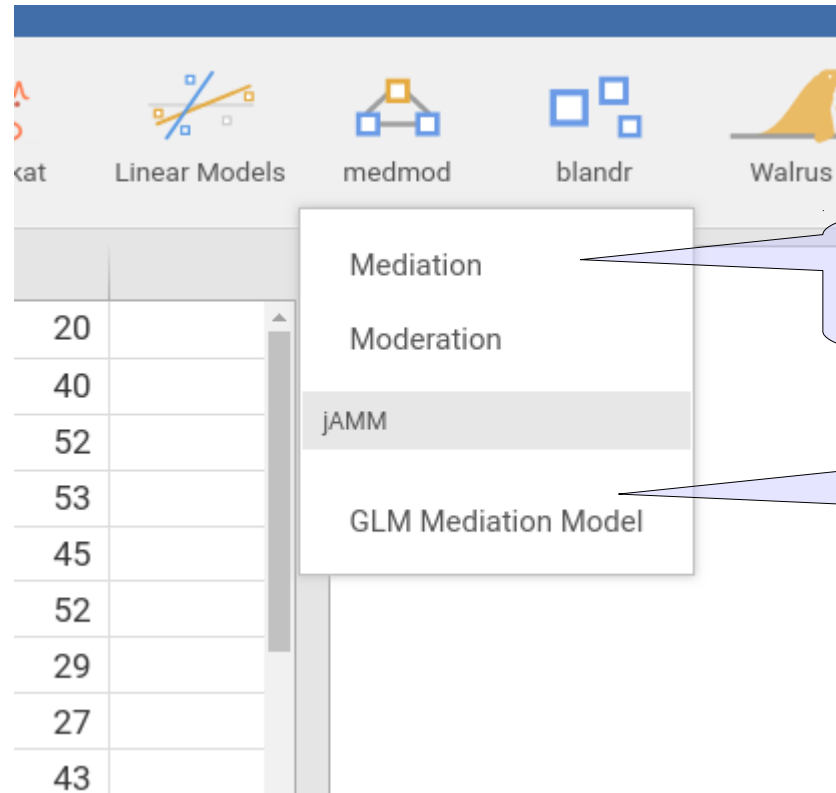 kat Linear Models medmod blandr Walrus
Mediation
Moderation
jAMM
GLM Mediation Model
20
40
52
53
45
52
29
27
43